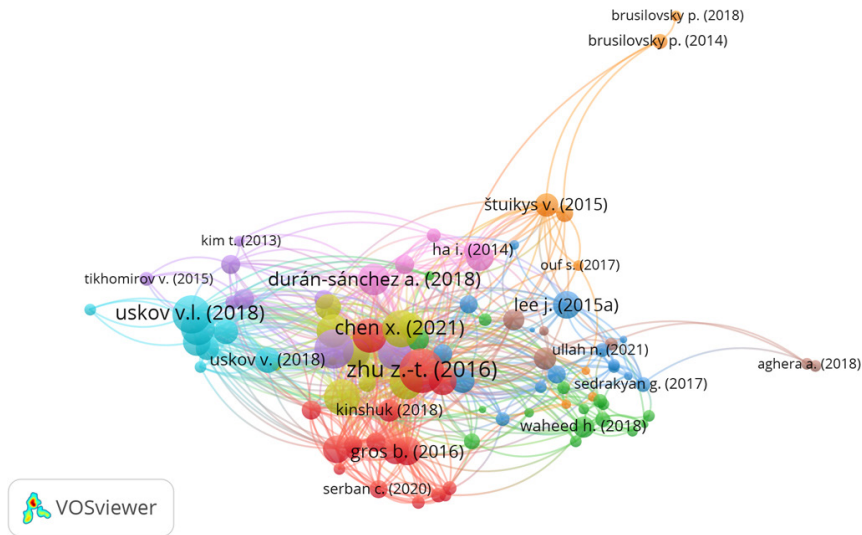 brusilovsky p. (2018)
brusilovsky p. (2014)
štuikys v. (2015)
kim t. (2013)
ha i. (2014)
ouf s. (2017)
tikhomirov v. (2015)
durán-sánchez a. (2018)
uskov v.l. (2018)
lee j. (2015a)
chen x. (2021)
uskov v. (2018)
ullah n. (2021)
zhu z.-t. (2016)
aghera a. (2018)
sedrakyan g. (2017)
kinshuk (2018)
waheed h. (2018)
gros b. (2016)
serban c. (2020)
VOSviewer